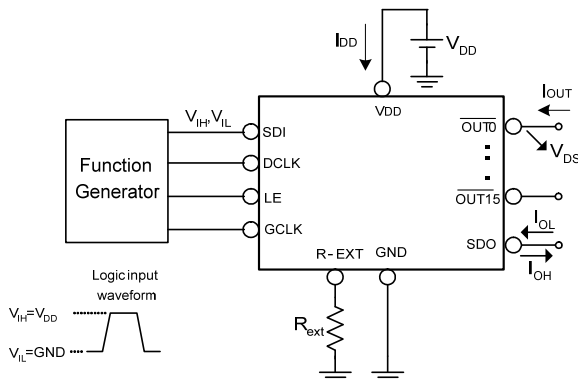 IDD
VDD
VDD
IOUT
VIH,VIL
SDI
OUT0
VDS
Function
Generator
DCLK
LE
OUT15
IOL
GCLK
SDO
IOH
R-EXT
GND
Logic input
waveform
VIH=VDD
Rext
VIL=GND